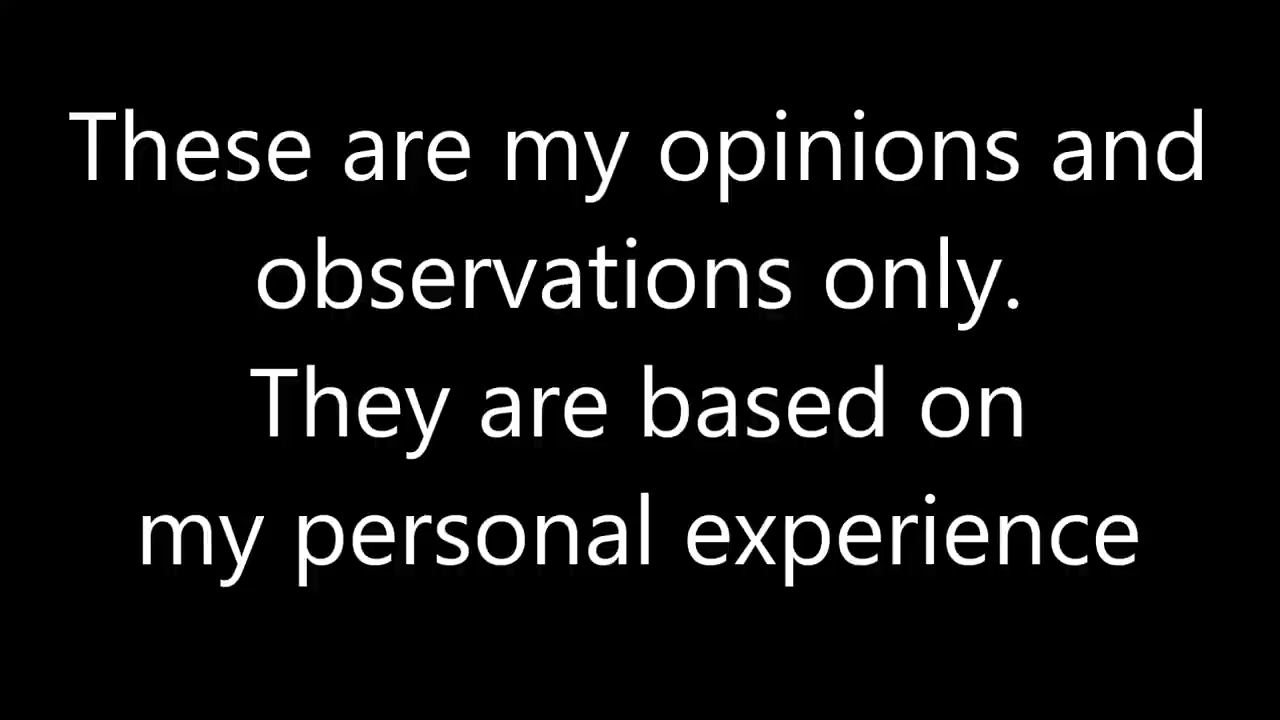 These are my opinions and
observations only.
They are based on
my personal experience